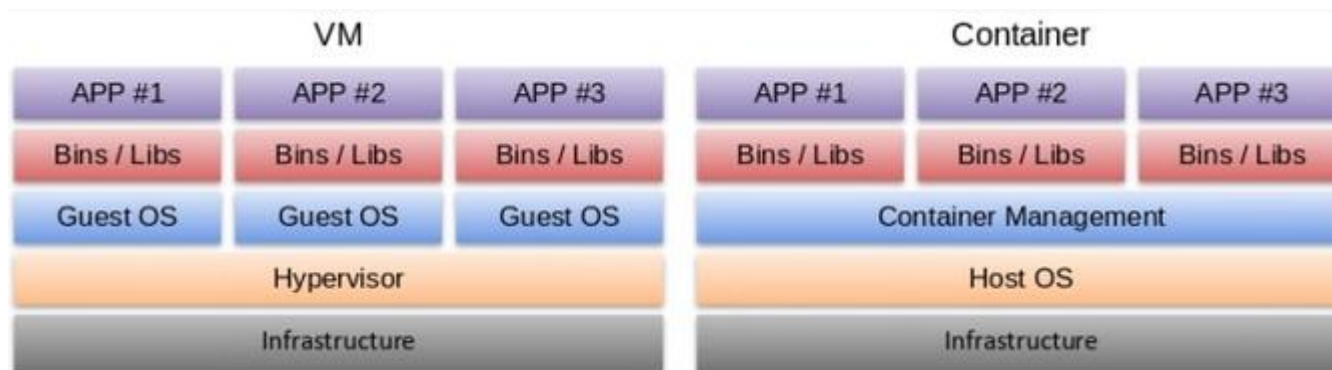 VM
APP #1 APP #2 APP #3
Bins / Libs Bins / Libs Bins / Libs
Guest OS Guest OS Guest OS
Hypervisor
Infrastructure
Container
APP #1 APP #2 APP #3
Bins / Libs Bins / Libs Bins / Libs
Container Management
Host OS
Infrastructure